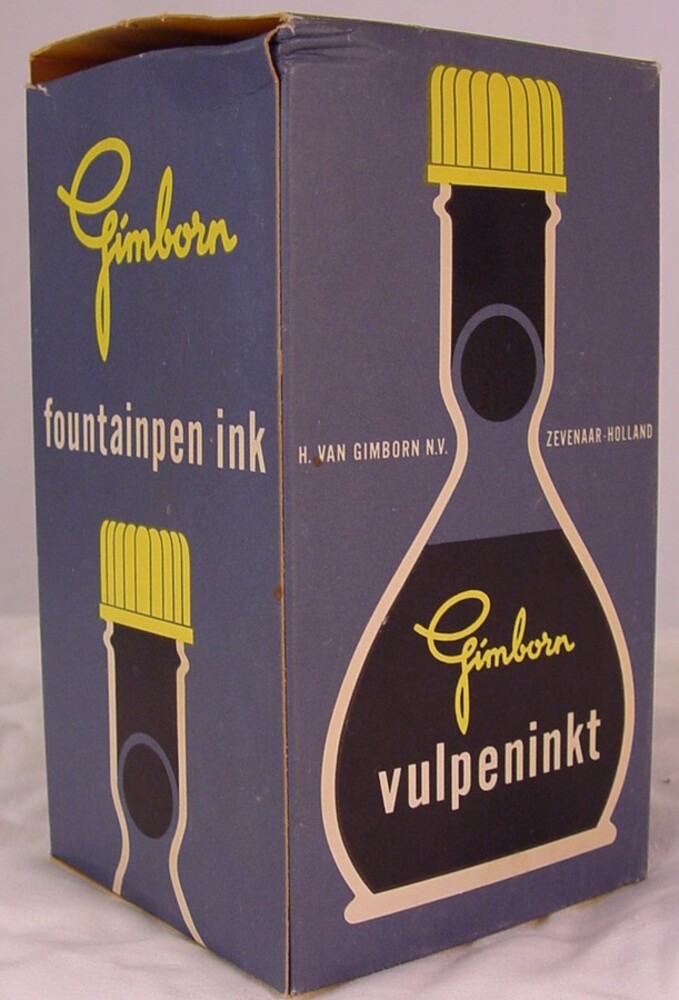 Gimborn
fountainpen ink
H. VAN GIMBORN N.V.
ZEVENAAR-HOLLAND
Gimborn
vulpeninkt